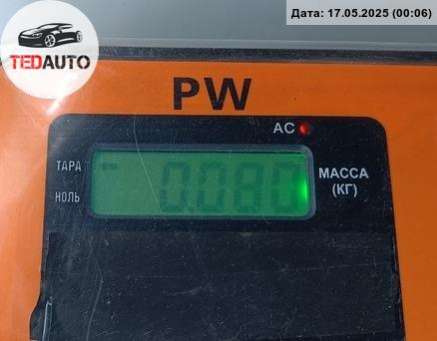 Дата: 17.05.2025 (00:06)
TEDAUTO
PW
AC
ТАРА
НОЛЬ
0.080
МАССА
(КГ)